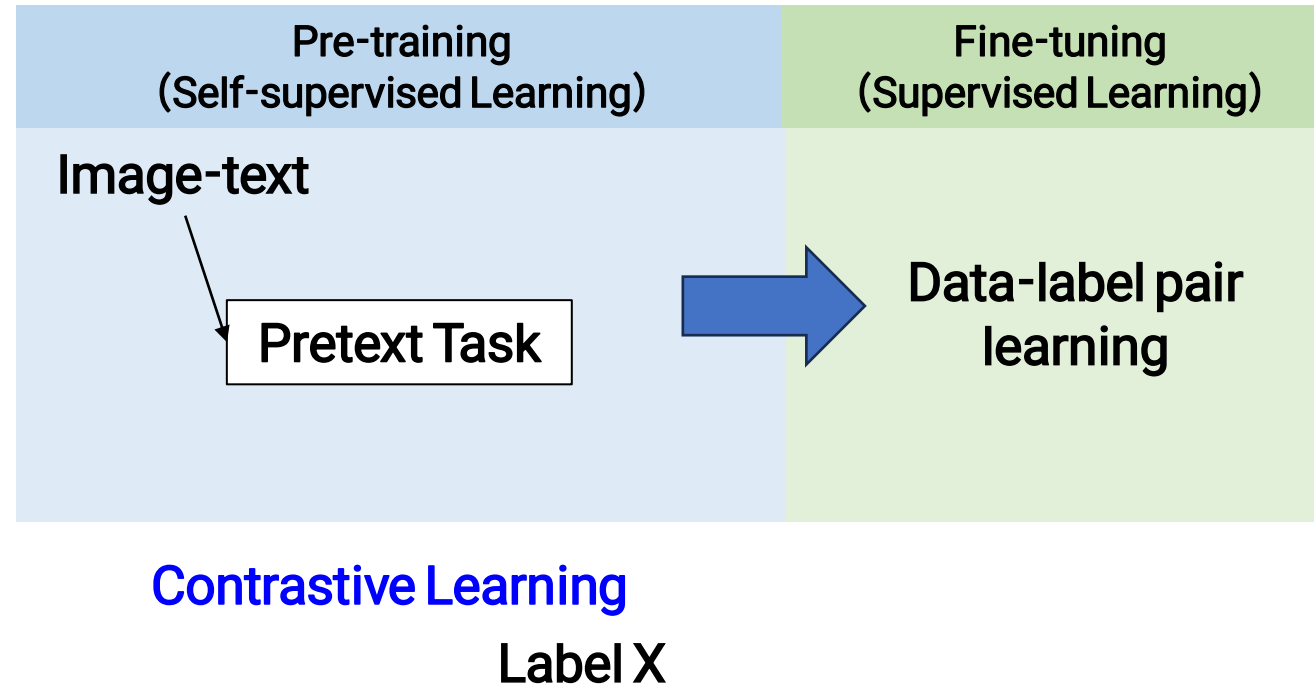 Pre-training
(Self-supervised Learning)
Fine-tuning
(Supervised Learning)
Image-text
Pretext Task
Data-label pair
learning
Contrastive Learning
Label X